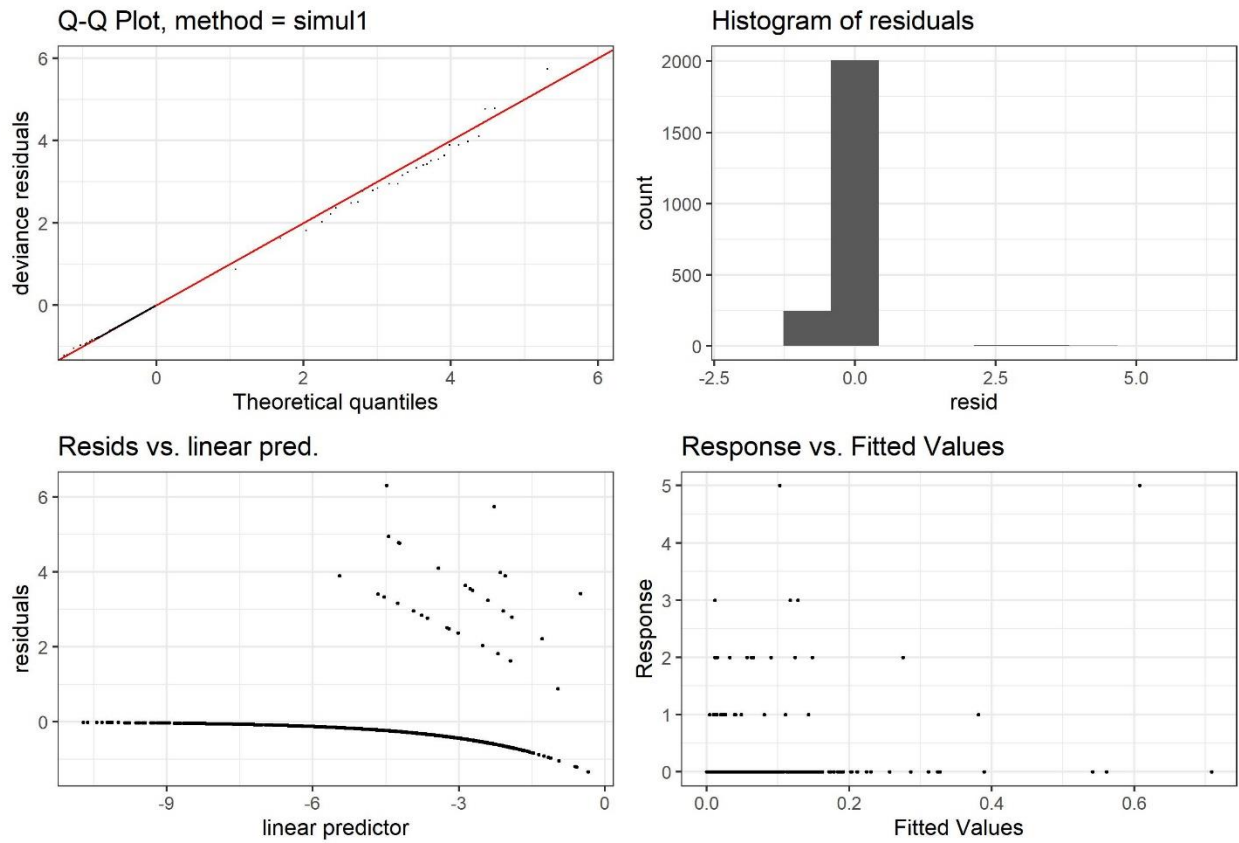 Q-Q Plot, method = simul1
6
4
2
0
deviance residuals
0 2 4 6
Theoretical quantiles
Histogram of residuals
2000
1500
1000
500
0
count
-2.5 0.0 2.5 5.0
resid
Resids vs. linear pred.
6
4
2
0
residuals
-9 -6 -3 0
linear predictor
Response vs. Fitted Values
5
4
3
2
1
0
Response
0.0 0.2 0.4 0.6
Fitted Values